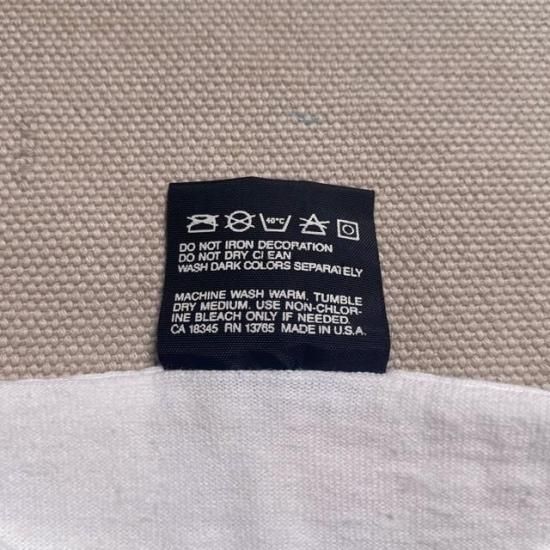 40°C
DO NOT IRON DECORATION
DO NOT DRY CLEAN
WASH DARK COLORS SEPARATELY
MACHINE WASH WARM. TUMBLE
DRY MEDIUM. USE NON-CHLOR-
INE BLEACH ONLY IF NEEDED.
CA 18345 RN 13765 MADE IN U.S.A.